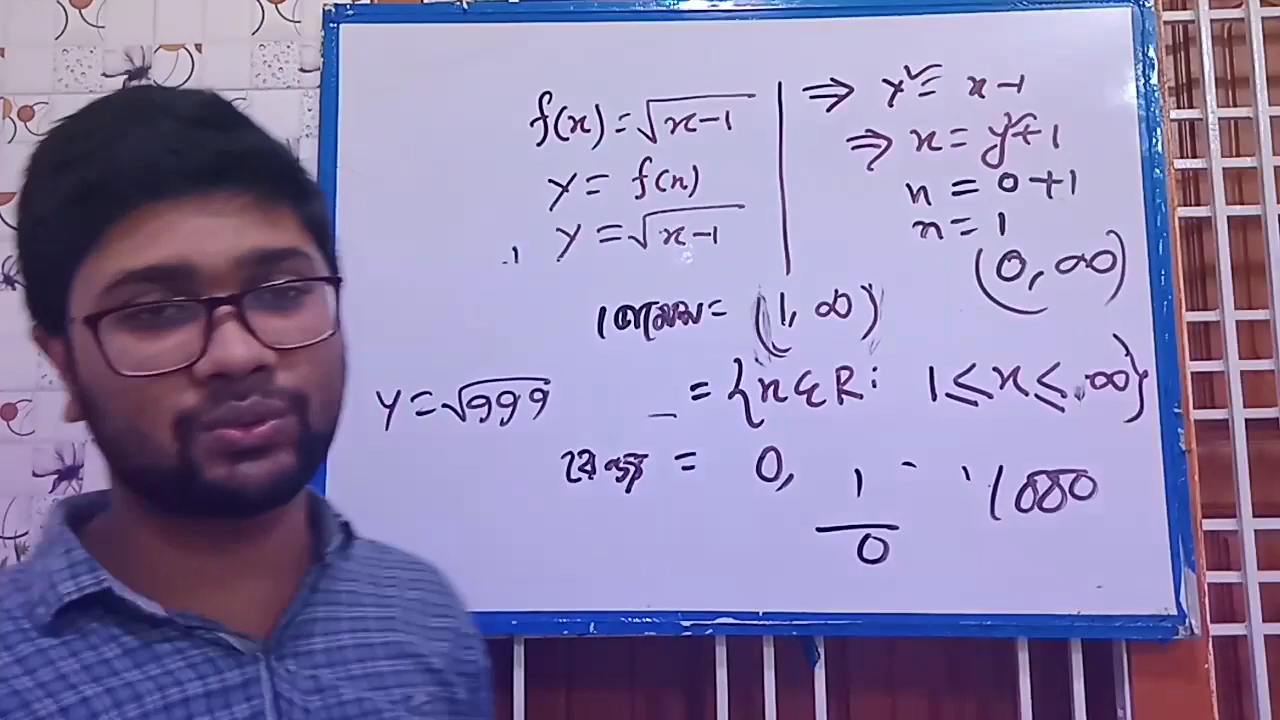 f(x) = √x-1
y = f(x)
y = √x-1
⇒ y² = x-1
⇒ x = y²+1
x = 0+1
x = 1
(0, ∞)
ডোমেন = (1, ∞)
= {x ∈ R: 1 ≤ x ≤ ∞}
y = √999
রেঞ্জ = 0, 1
1000
0